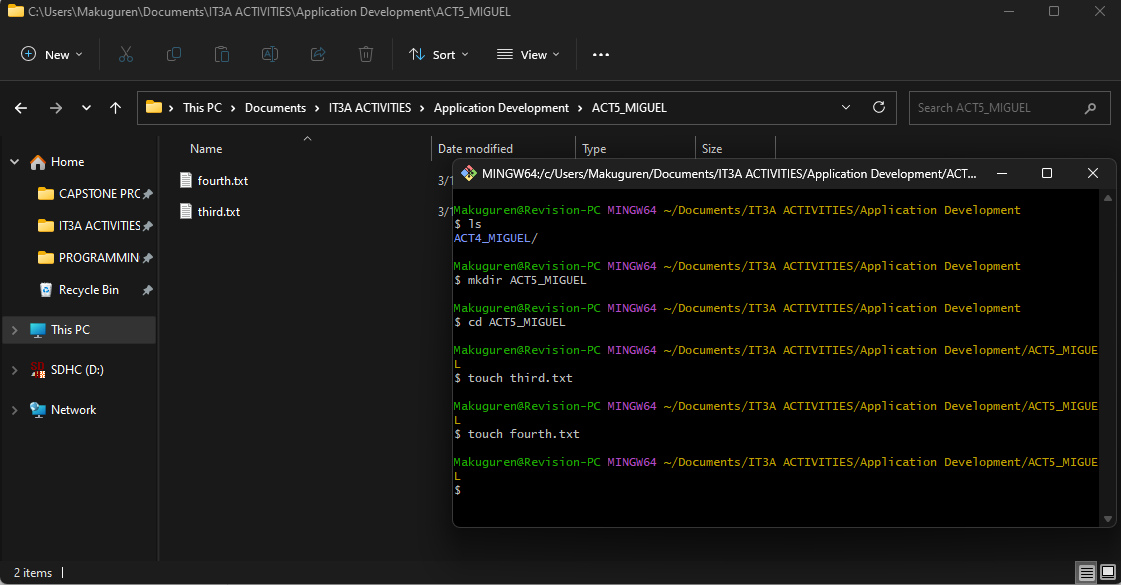 C:\Users\Makuguren\Documents\IT3A ACTIVITIES\Application Development\ACT5_MIGUEL
New
Sort
View
This PC > Documents > IT3A ACTIVITIES > Application Development > ACT5_MIGUEL
Search ACT5_MIGUEL
Home
CAPSTONE PRC
IT3A ACTIVITIES
PROGRAMMIN
Recycle Bin
This PC
SDHC (D:)
Network
Name
Date modified
Type
Size
fourth.txt
3/1
third.txt
3/1
MINGW64:/c/Users/Makuguren/Documents/IT3A ACTIVITIES/Application Development/ACT...
Makuguren@Revision-PC MINGW64 ~/Documents/IT3A ACTIVITIES/Application Development
$ ls
ACT4_MIGUEL/
Makuguren@Revision-PC MINGW64 ~/Documents/IT3A ACTIVITIES/Application Development
$ mkdir ACT5_MIGUEL
Makuguren@Revision-PC MINGW64 ~/Documents/IT3A ACTIVITIES/Application Development
$ cd ACT5_MIGUEL
Makuguren@Revision-PC MINGW64 ~/Documents/IT3A ACTIVITIES/Application Development/ACT5_MIGUE
L
$ touch third.txt
Makuguren@Revision-PC MINGW64 ~/Documents/IT3A ACTIVITIES/Application Development/ACT5_MIGUE
L
$ touch fourth.txt
Makuguren@Revision-PC MINGW64 ~/Documents/IT3A ACTIVITIES/Application Development/ACT5_MIGUE
L
$
2 items